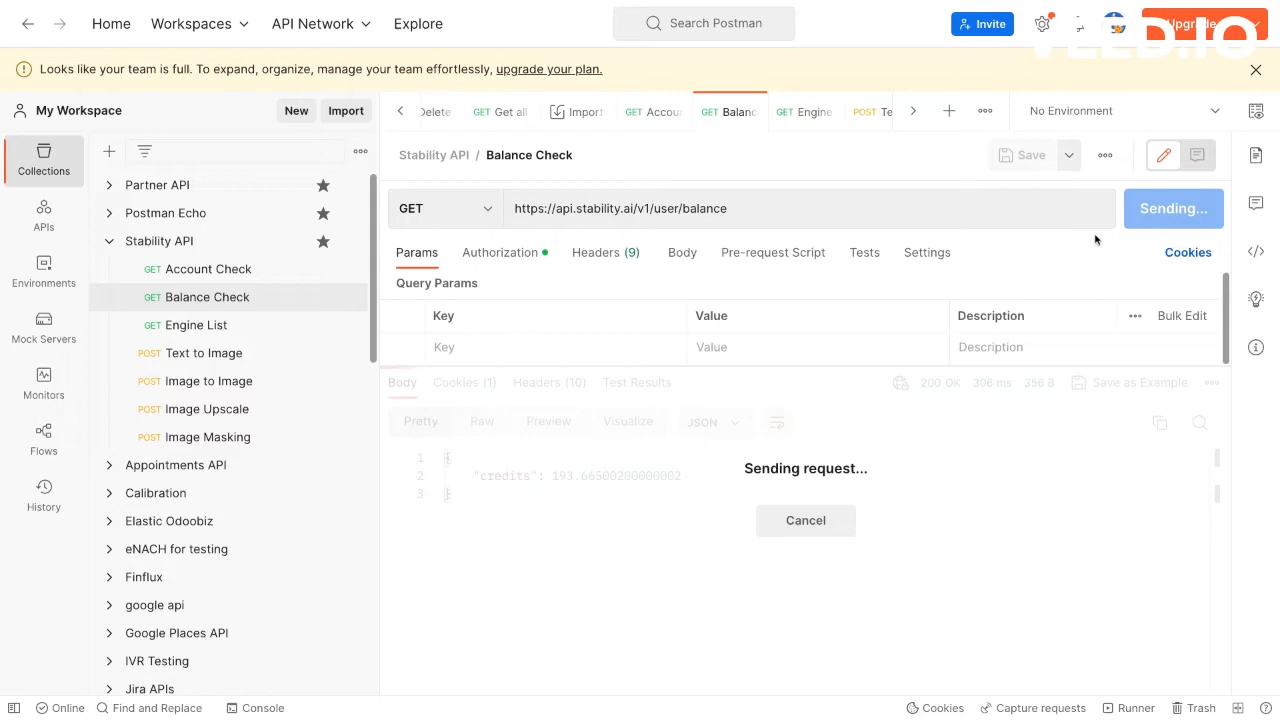 Home Workspaces API Network Explore Search Postman Invite Upgrade
VEED.IO
Looks like your team is full. To expand, organize, manage your team effortlessly, upgrade your plan.
My Workspace New Import
Delete GET Get all Import GET Accou GET Balanc GET Engine POST Te No Environment
Collections
APIs
Environments
Mock Servers
Monitors
Flows
History
Partner API
Postman Echo
Stability API
GET Account Check
GET Balance Check
GET Engine List
POST Text to Image
POST Image to Image
POST Image Upscale
POST Image Masking
Appointments API
Calibration
Elastic Odoobiz
eNACH for testing
Finflux
google api
Google Places API
IVR Testing
Jira APIs
Stability API / Balance Check Save
GET https://api.stability.ai/v1/user/balance Sending...
Params Authorization Headers (9) Body Pre-request Script Tests Settings Cookies
Query Params
Key Value Description Bulk Edit
Key Value Description
Body Cookies (1) Headers (10) Test Results 200 OK 306 ms 356 B Save as Example
Pretty Raw Preview Visualize JSON
1 {
2 "credits": 193.66500200000002
3 }
Sending request...
Cancel
Online Find and Replace Console Cookies Capture requests Runner Trash